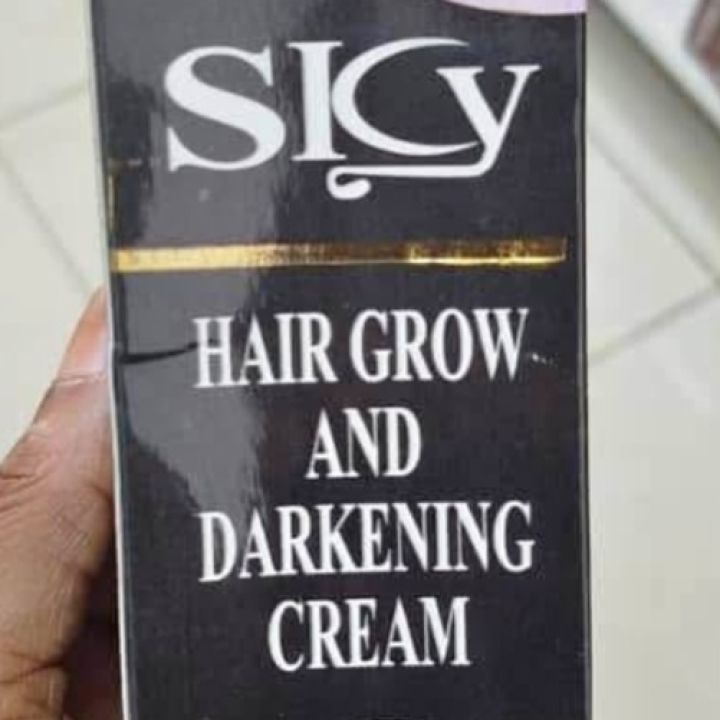 SKy
HAIR GROW
AND
DARKENING
CREAM